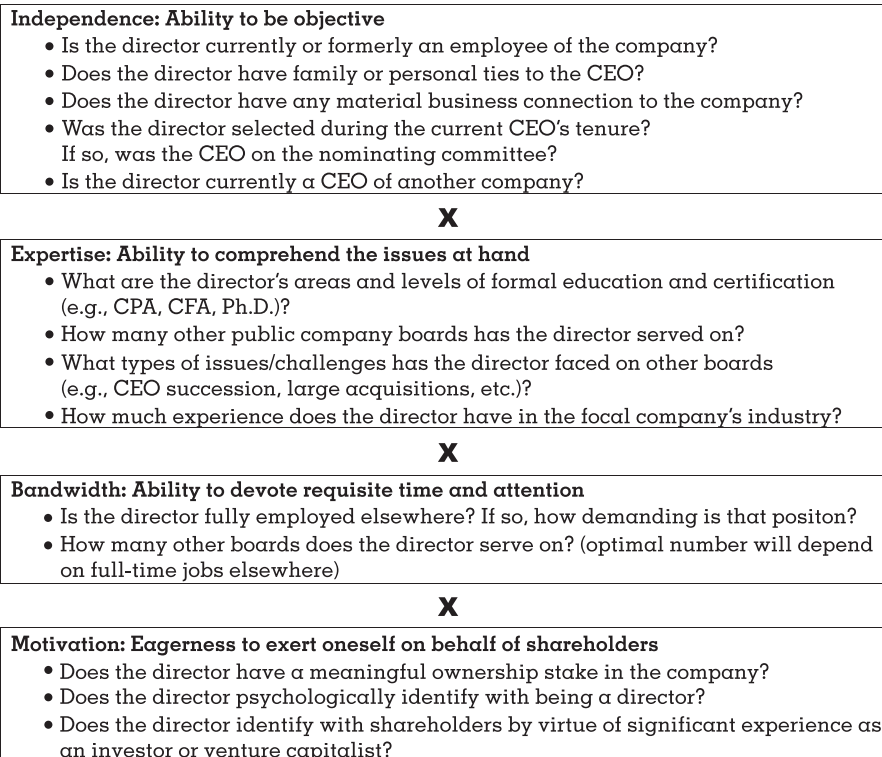 Independence: Ability to be objective
• Is the director currently or formerly an employee of the company?
• Does the director have family or personal ties to the CEO?
• Does the director have any material business connection to the company?
• Was the director selected during the current CEO's tenure?
If so, was the CEO on the nominating committee?
• Is the director currently a CEO of another company?
X
Expertise: Ability to comprehend the issues at hand
• What are the director's areas and levels of formal education and certification
(e.g., CPA, CFA, Ph.D.)?
• How many other public company boards has the director served on?
• What types of issues/challenges has the director faced on other boards
(e.g., CEO succession, large acquisitions, etc.)?
• How much experience does the director have in the focal company's industry?
X
Bandwidth: Ability to devote requisite time and attention
• Is the director fully employed elsewhere? If so, how demanding is that positon?
• How many other boards does the director serve on? (optimal number will depend
on full-time jobs elsewhere)
X
Motivation: Eagerness to exert oneself on behalf of shareholders
• Does the director have a meaningful ownership stake in the company?
• Does the director psychologically identify with being a director?
• Does the director identify with shareholders by virtue of significant experience as
an investor or venture capitalist?